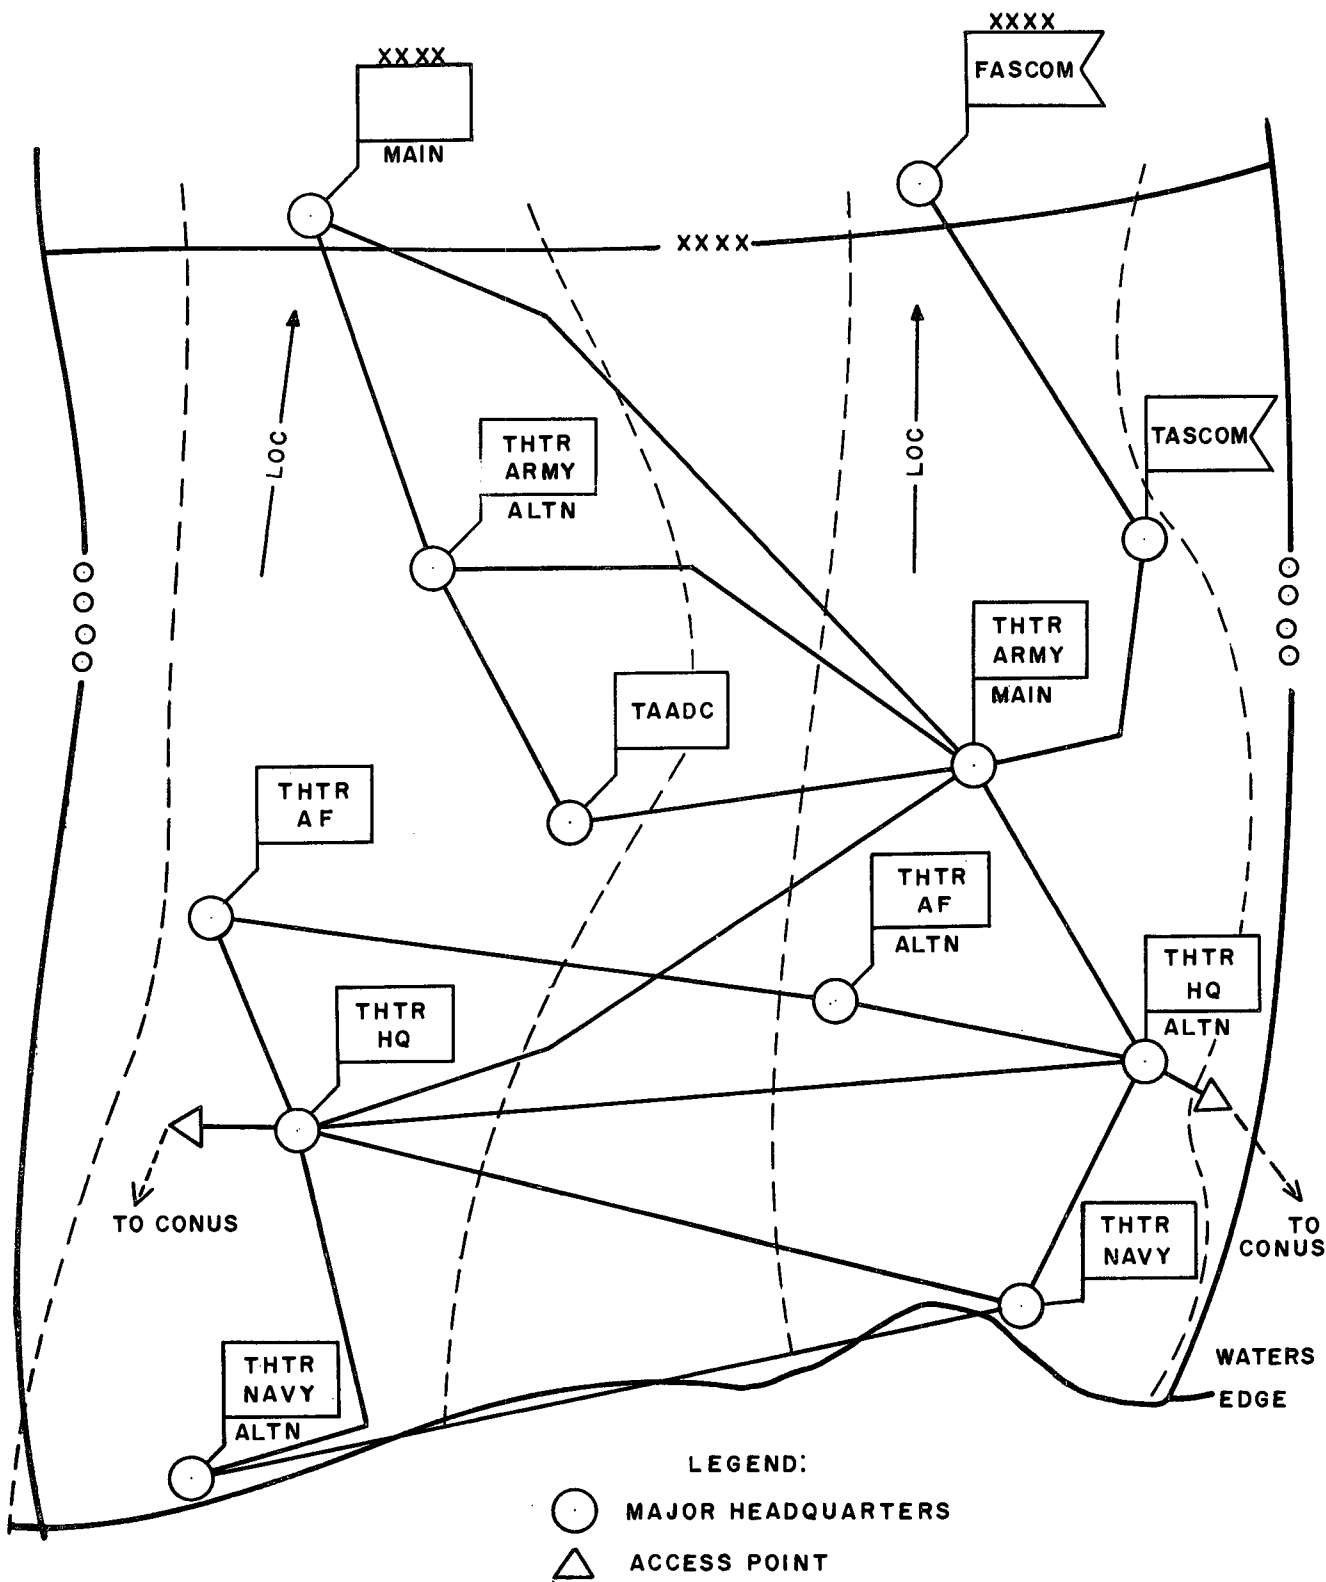 XXXX
FASCOM
XXXX
MAIN
XXXX
LOC
LOC
TASCOM
THTR
ARMY
ALTN
THTR
ARMY
MAIN
TAADC
THTR
AF
THTR
AF
ALTN
THTR
HQ
ALTN
THTR
HQ
TO CONUS
TO
CONUS
THTR
NAVY
THTR
NAVY
ALTN
WATERS
EDGE
LEGEND:
MAJOR HEADQUARTERS
ACCESS POINT